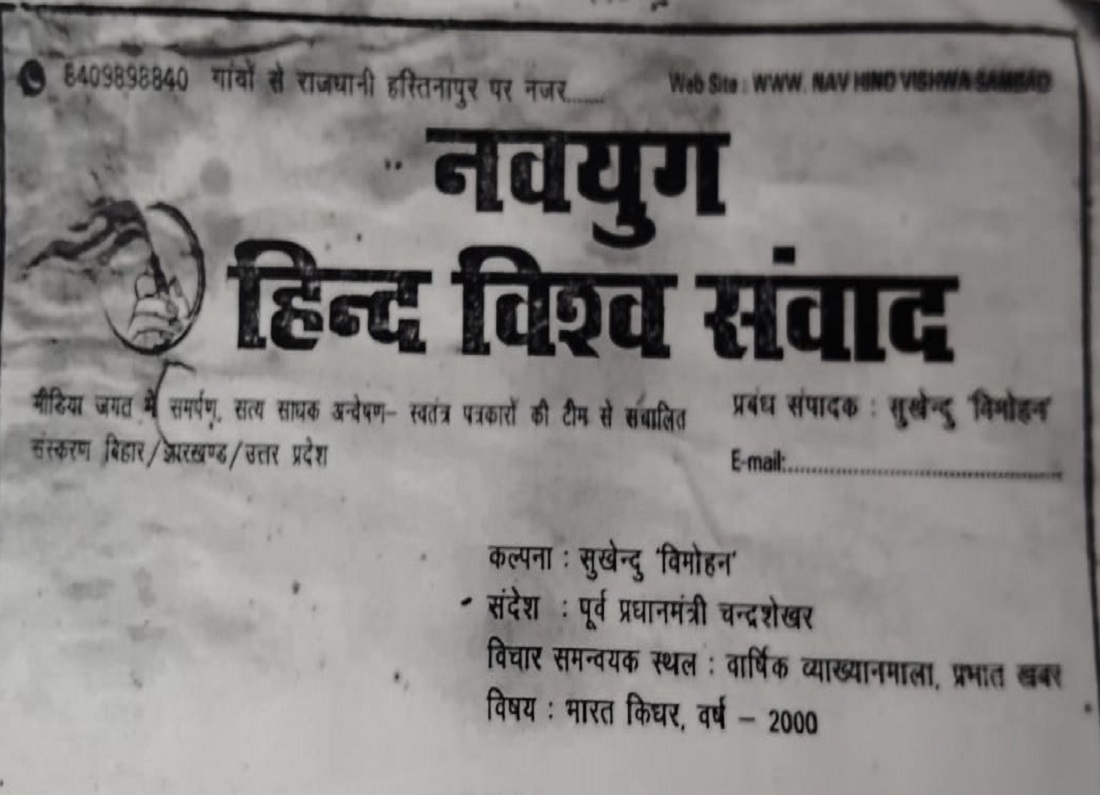 8409898840 गांवों से राजधानी हस्तिनापुर पर नजर......
Web Site : WWW. NAV HIND VISHWA SAMBAD
नवयुग
हिन्द विश्व संवाद
मीडिया जगत में समर्पण, सत्य साधक अन्वेषण– स्वतंत्र पत्रकारों की टीम से संचालित
संस्करण बिहार/झारखण्ड/उत्तर प्रदेश
प्रबंध संपादक : सुखेन्दु 'विमोहन'
E-mail:......................................................
कल्पना : सुखेन्दु 'विमोहन'
संदेश : पूर्व प्रधानमंत्री चन्द्रशेखर
विचार समन्वयक स्थल : वार्षिक व्याख्यानमाला, प्रभात खबर
विषय : भारत किधर, वर्ष – 2000